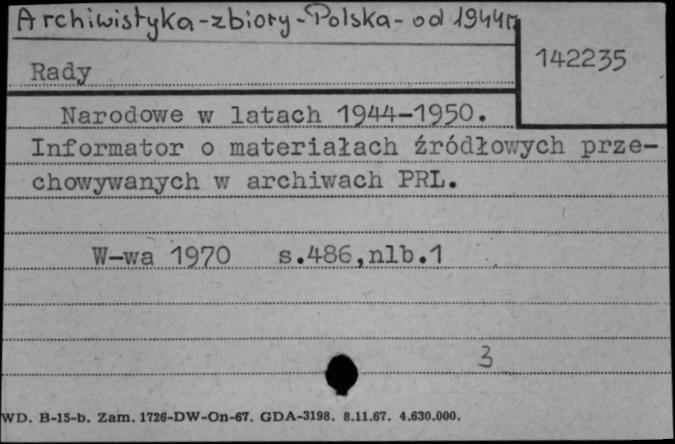 Archiwistyka-zbiory-Polska-od 1944r
142235
Rady
Narodowe w latach 1944-1950.
Informator o materiałach źródłowych prze-
chowywanych w archiwach PRL.
W-wa 1970 s.486,nlb.1
3
WD. B-15-b. Zam. 1726-DW-On-67. GDA-3198. 8.11.67. 4.630.000.